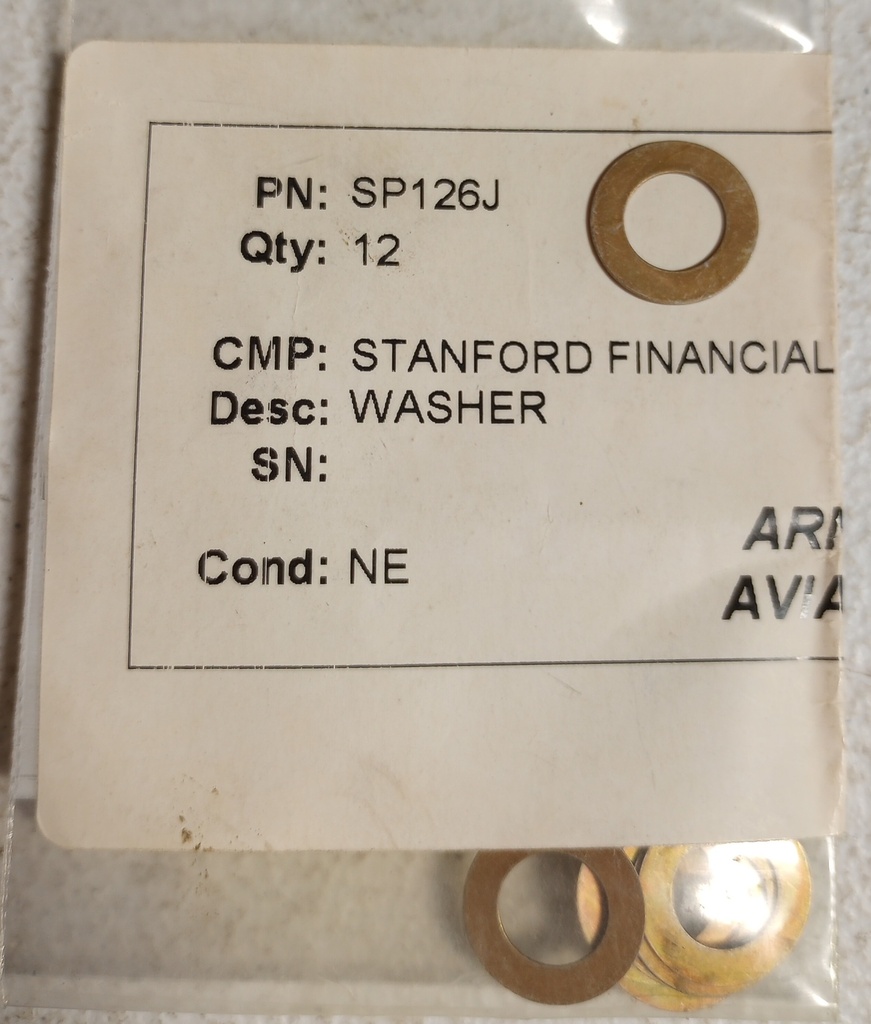 PN: SP126J
Qty: 12
CMP: STANFORD FINANCIAL
Desc: WASHER
SN:
Cond: NE